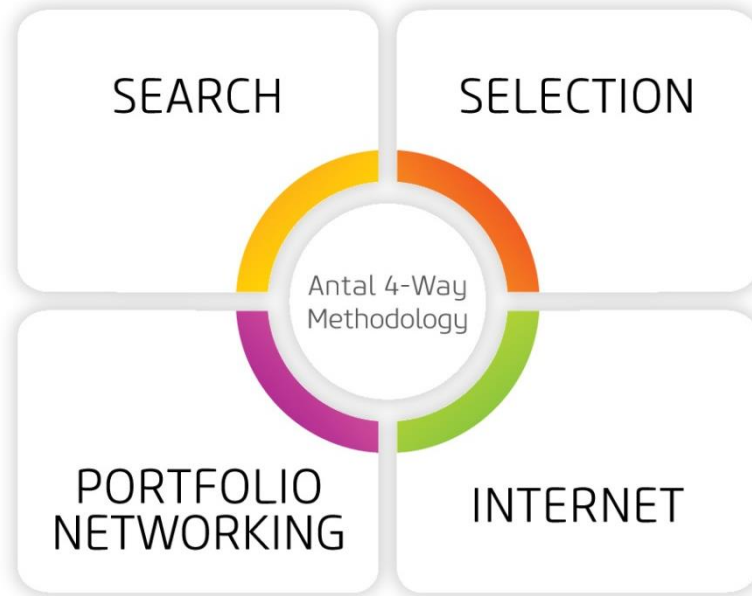 SEARCH
SELECTION
Antal 4-Way
Methodology
PORTFOLIO
NETWORKING
INTERNET